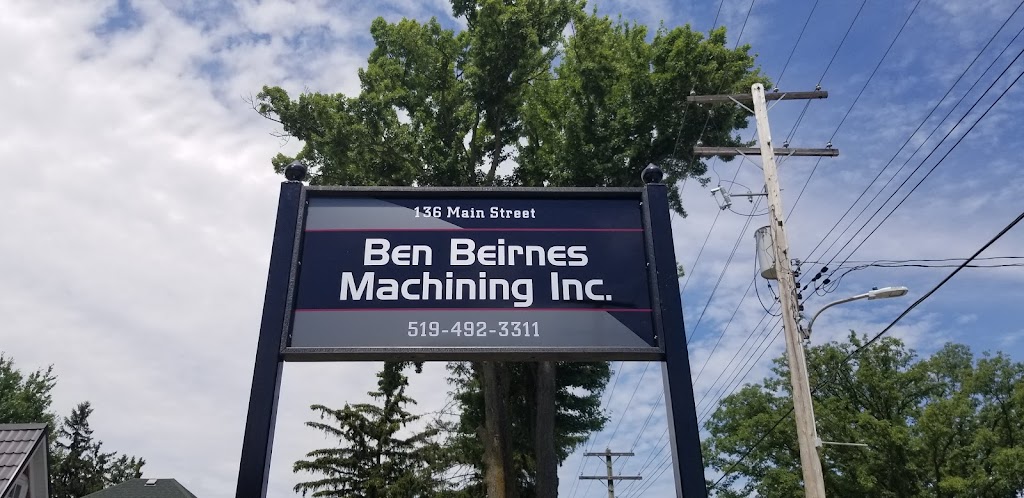 136 Main Street
Ben Beirnes
Machining Inc.
519-492-3311